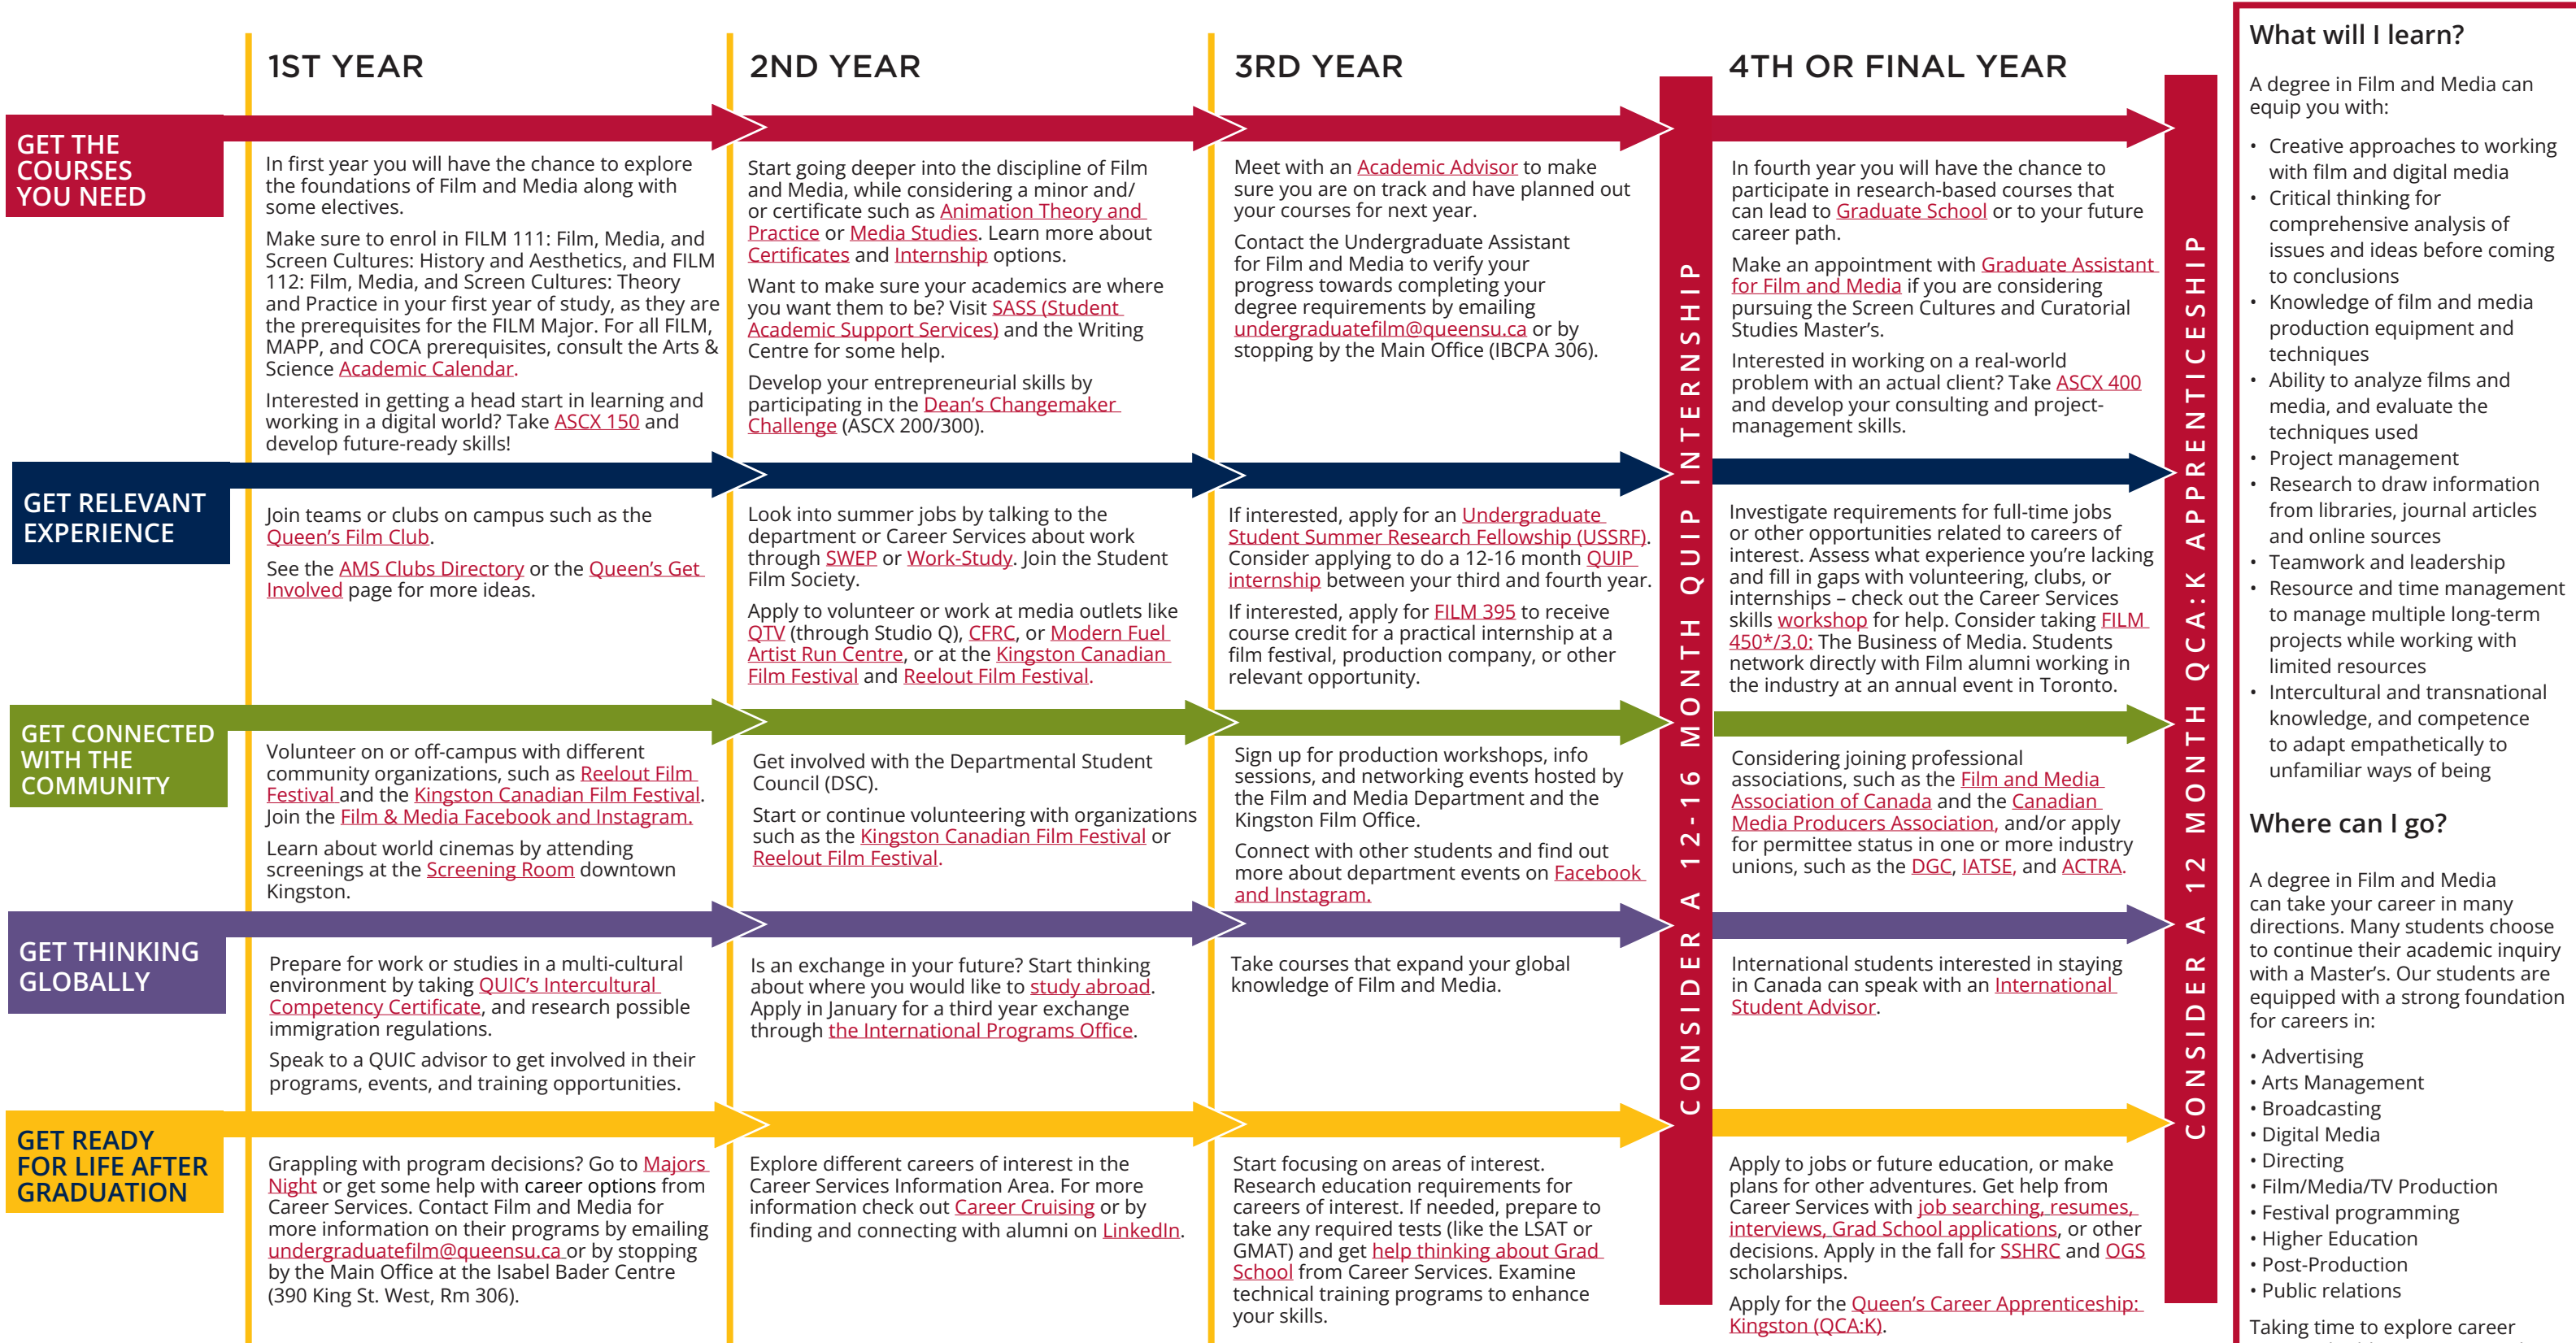 1ST YEAR
2ND YEAR
3RD YEAR
4TH OR FINAL YEAR
GET THE
COURSES
YOU NEED
In first year you will have the chance to explore
the foundations of Film and Media along with
some electives.
Make sure to enrol in FILM 111: Film, Media, and
Screen Cultures: History and Aesthetics, and FILM
112: Film, Media, and Screen Cultures: Theory
and Practice in your first year of study, as they are
the prerequisites for the FILM Major. For all FILM,
MAPP, and COCA prerequisites, consult the Arts &
Science Academic Calendar.
Interested in getting a head start in learning and
working in a digital world? Take ASCX 150 and
develop future-ready skills!
Start going deeper into the discipline of Film
and Media, while considering a minor and/
or certificate such as Animation Theory and
Practice or Media Studies. Learn more about
Certificates and Internship options.
Want to make sure your academics are where
you want them to be? Visit SASS (Student
Academic Support Services) and the Writing
Centre for some help.
Develop your entrepreneurial skills by
participating in the Dean's Changemaker
Challenge (ASCX 200/300).
Meet with an Academic Advisor to make
sure you are on track and have planned out
your courses for next year.
Contact the Undergraduate Assistant
for Film and Media to verify your
progress towards completing your
degree requirements by emailing
undergraduatefilm@queensu.ca or by
stopping by the Main Office (IBCPA 306).
In fourth year you will have the chance to
participate in research-based courses that
can lead to Graduate School or to your future
career path.
Make an appointment with Graduate Assistant
for Film and Media if you are considering
pursuing the Screen Cultures and Curatorial
Studies Master's.
Interested in working on a real-world
problem with an actual client? Take ASCX 400
and develop your consulting and project-
management skills.
GET RELEVANT
EXPERIENCE
Join teams or clubs on campus such as the
Queen's Film Club.
See the AMS Clubs Directory or the Queen's Get
Involved page for more ideas.
Look into summer jobs by talking to the
department or Career Services about work
through SWEP or Work-Study. Join the Student
Film Society.
Apply to volunteer or work at media outlets like
QTV (through Studio Q), CFRC, or Modern Fuel
Artist Run Centre, or at the Kingston Canadian
Film Festival and Reelout Film Festival.
If interested, apply for an Undergraduate
Student Summer Research Fellowship (USSRF).
Consider applying to do a 12-16 month QUIP
internship between your third and fourth year.
If interested, apply for FILM 395 to receive
course credit for a practical internship at a
film festival, production company, or other
relevant opportunity.
Investigate requirements for full-time jobs
or other opportunities related to careers of
interest. Assess what experience you're lacking
and fill in gaps with volunteering, clubs, or
internships – check out the Career Services
skills workshop for help. Consider taking FILM
450*/3.0: The Business of Media. Students
network directly with Film alumni working in
the industry at an annual event in Toronto.
GET CONNECTED
WITH THE
COMMUNITY
Volunteer on or off-campus with different
community organizations, such as Reelout Film
Festival and the Kingston Canadian Film Festival.
Join the Film & Media Facebook and Instagram.
Learn about world cinemas by attending
screenings at the Screening Room downtown
Kingston.
Get involved with the Departmental Student
Council (DSC).
Start or continue volunteering with organizations
such as the Kingston Canadian Film Festival or
Reelout Film Festival.
Sign up for production workshops, info
sessions, and networking events hosted by
the Film and Media Department and the
Kingston Film Office.
Connect with other students and find out
more about department events on Facebook
and Instagram.
Considering joining professional
associations, such as the Film and Media
Association of Canada and the Canadian
Media Producers Association, and/or apply
for permittee status in one or more industry
unions, such as the DGC, IATSE, and ACTRA.
GET THINKING
GLOBALLY
Prepare for work or studies in a multi-cultural
environment by taking QUIC's Intercultural
Competency Certificate, and research possible
immigration regulations.
Speak to a QUIC advisor to get involved in their
programs, events, and training opportunities.
Is an exchange in your future? Start thinking
about where you would like to study abroad.
Apply in January for a third year exchange
through the International Programs Office.
Take courses that expand your global
knowledge of Film and Media.
International students interested in staying
in Canada can speak with an International
Student Advisor.
GET READY
FOR LIFE AFTER
GRADUATION
Grappling with program decisions? Go to Majors
Night or get some help with career options from
Career Services. Contact Film and Media for
more information on their programs by emailing
undergraduatefilm@queensu.ca or by stopping
by the Main Office at the Isabel Bader Centre
(390 King St. West, Rm 306).
Explore different careers of interest in the
Career Services Information Area. For more
information check out Career Cruising or by
finding and connecting with alumni on LinkedIn.
Start focusing on areas of interest.
Research education requirements for
careers of interest. If needed, prepare to
take any required tests (like the LSAT or
GMAT) and get help thinking about Grad
School from Career Services. Examine
technical training programs to enhance
your skills.
Apply to jobs or future education, or make
plans for other adventures. Get help from
Career Services with job searching, resumes,
interviews, Grad School applications, or other
decisions. Apply in the fall for SSHRC and OGS
scholarships.
Apply for the Queen's Career Apprenticeship:
Kingston (QCA:K).
CONSIDER A 12-16 MONTH QUIP INTERNSHIP
CONSIDER A 12 MONTH QCA:K APPRENTICESHIP
What will I learn?
A degree in Film and Media can
equip you with:
• Creative approaches to working
with film and digital media
• Critical thinking for
comprehensive analysis of
issues and ideas before coming
to conclusions
• Knowledge of film and media
production equipment and
techniques
• Ability to analyze films and
media, and evaluate the
techniques used
• Project management
• Research to draw information
from libraries, journal articles
and online sources
• Teamwork and leadership
• Resource and time management
to manage multiple long-term
projects while working with
limited resources
• Intercultural and transnational
knowledge, and competence
to adapt empathetically to
unfamiliar ways of being
Where can I go?
A degree in Film and Media
can take your career in many
directions. Many students choose
to continue their academic inquiry
with a Master's. Our students are
equipped with a strong foundation
for careers in:
• Advertising
• Arts Management
• Broadcasting
• Digital Media
• Directing
• Film/Media/TV Production
• Festival programming
• Higher Education
• Post-Production
• Public relations
Taking time to explore career